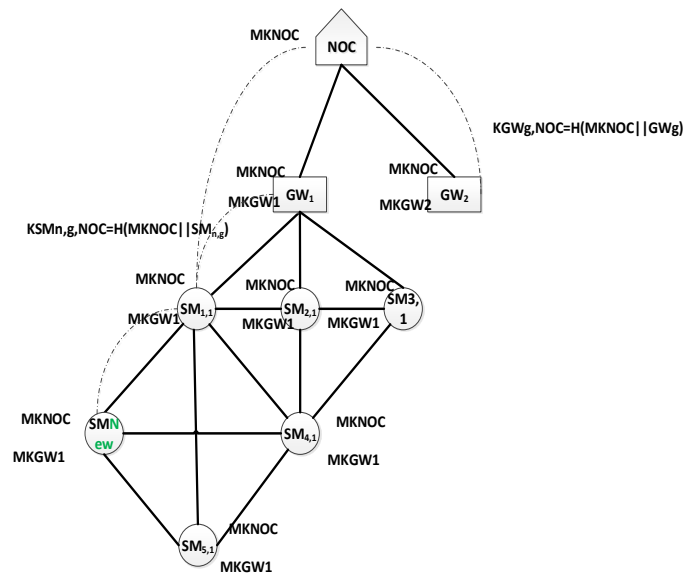 MKNOC
NOC
KGWg,NOC=H(MKNOC||GWg)
MKNOC
MKNOC
GW1
GW2
MKGW1
MKGW2
KSMn,g,NOC=H(MKNOC||SMn,g)
MKNOC
MKNOC
MKNOC
SM1,1
SM2,1
SM3,
1
MKGW1
MKGW1
MKGW1
MKNOC
SMN
ew
SM4,1
MKNOC
MKGW1
MKGW1
MKNOC
SM5,1
MKGW1